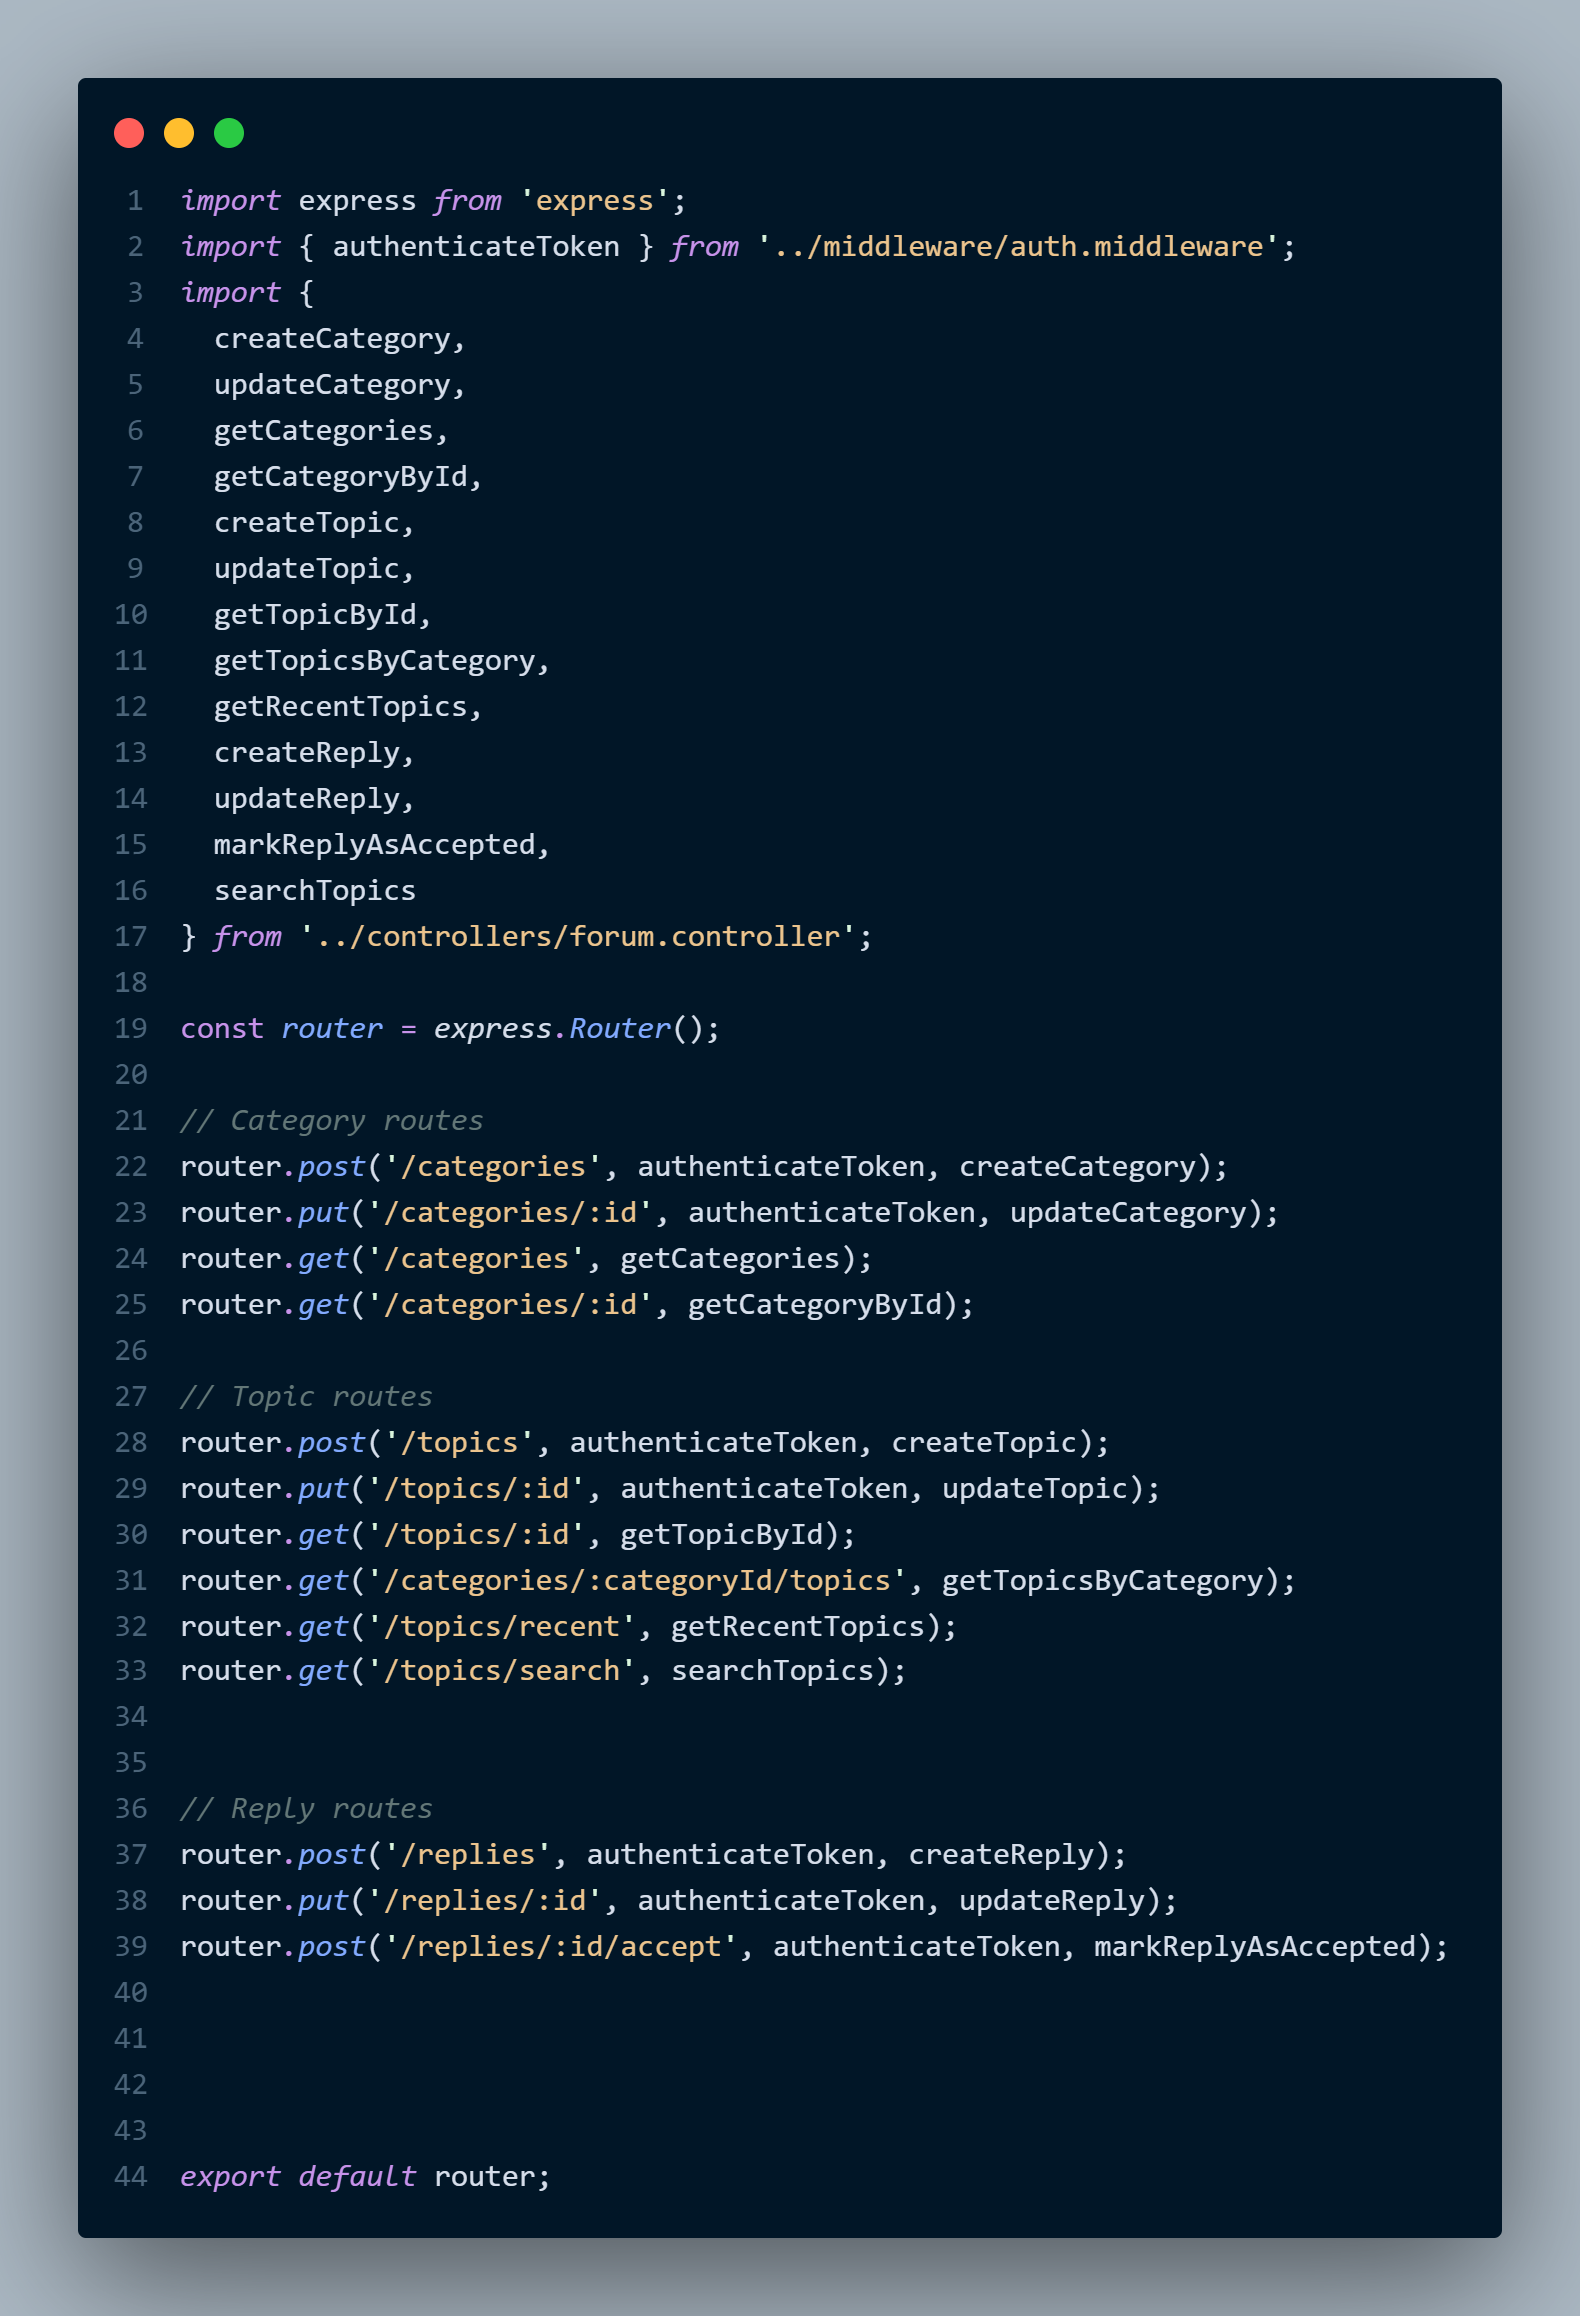 1 import express from 'express';
2 import { authenticateToken } from '../middleware/auth.middleware';
3 import {
4   createCategory,
5   updateCategory,
6   getCategories,
7   getCategoryById,
8   createTopic,
9   updateTopic,
10   getTopicById,
11   getTopicsByCategory,
12   getRecentTopics,
13   createReply,
14   updateReply,
15   markReplyAsAccepted,
16   searchTopics
17 } from '../controllers/forum.controller';
18
19 const router = express.Router();
20
21 // Category routes
22 router.post('/categories', authenticateToken, createCategory);
23 router.put('/categories/:id', authenticateToken, updateCategory);
24 router.get('/categories', getCategories);
25 router.get('/categories/:id', getCategoryById);
26
27 // Topic routes
28 router.post('/topics', authenticateToken, createTopic);
29 router.put('/topics/:id', authenticateToken, updateTopic);
30 router.get('/topics/:id', getTopicById);
31 router.get('/categories/:categoryId/topics', getTopicsByCategory);
32 router.get('/topics/recent', getRecentTopics);
33 router.get('/topics/search', searchTopics);
34
35
36 // Reply routes
37 router.post('/replies', authenticateToken, createReply);
38 router.put('/replies/:id', authenticateToken, updateReply);
39 router.post('/replies/:id/accept', authenticateToken, markReplyAsAccepted);
40
41
42
43
44 export default router;